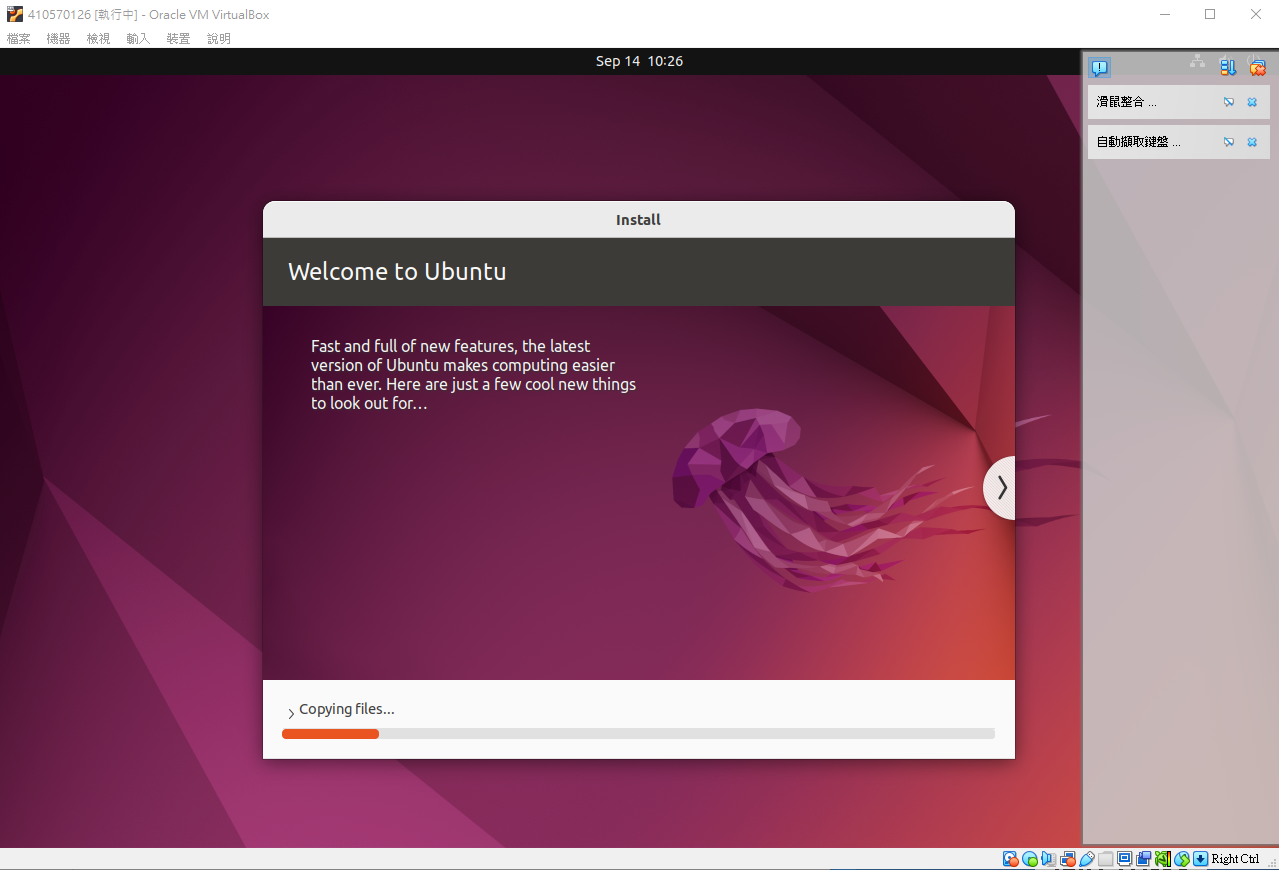 410570126 [執行中] - Oracle VM VirtualBox
檔案 機器 檢視 輸入 裝置 說明
Sep 14 10:26
滑鼠整合 ...
自動擷取鍵盤 ...
Install
Welcome to Ubuntu
Fast and full of new features, the latest
version of Ubuntu makes computing easier
than ever. Here are just a few cool new things
to look out for…
Copying files...
Right Ctrl